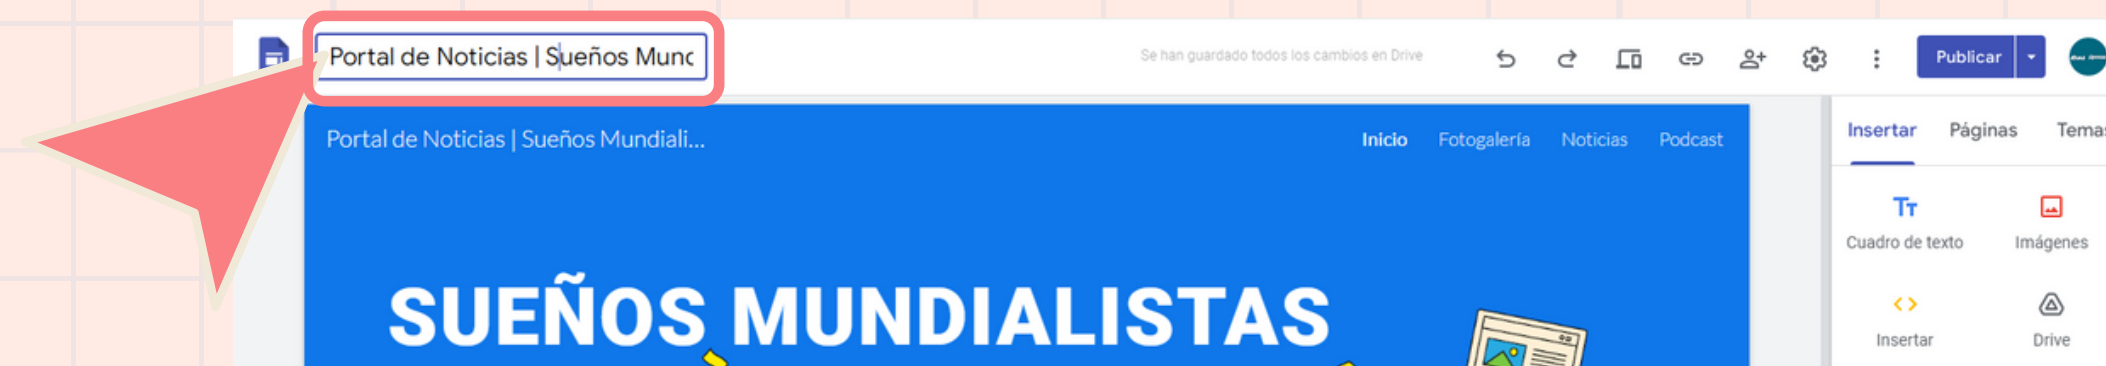 Portal de Noticias | Sueños Mund
Se han guardado todos los cambios en Drive
Publicar
Portal de Noticias | Sueños Mundiali...
Inicio Fotogalería Noticias Podcast
Insertar Páginas Temas
Cuadro de texto Imágenes
SUEÑOS MUNDIALISTAS
Insertar Drive